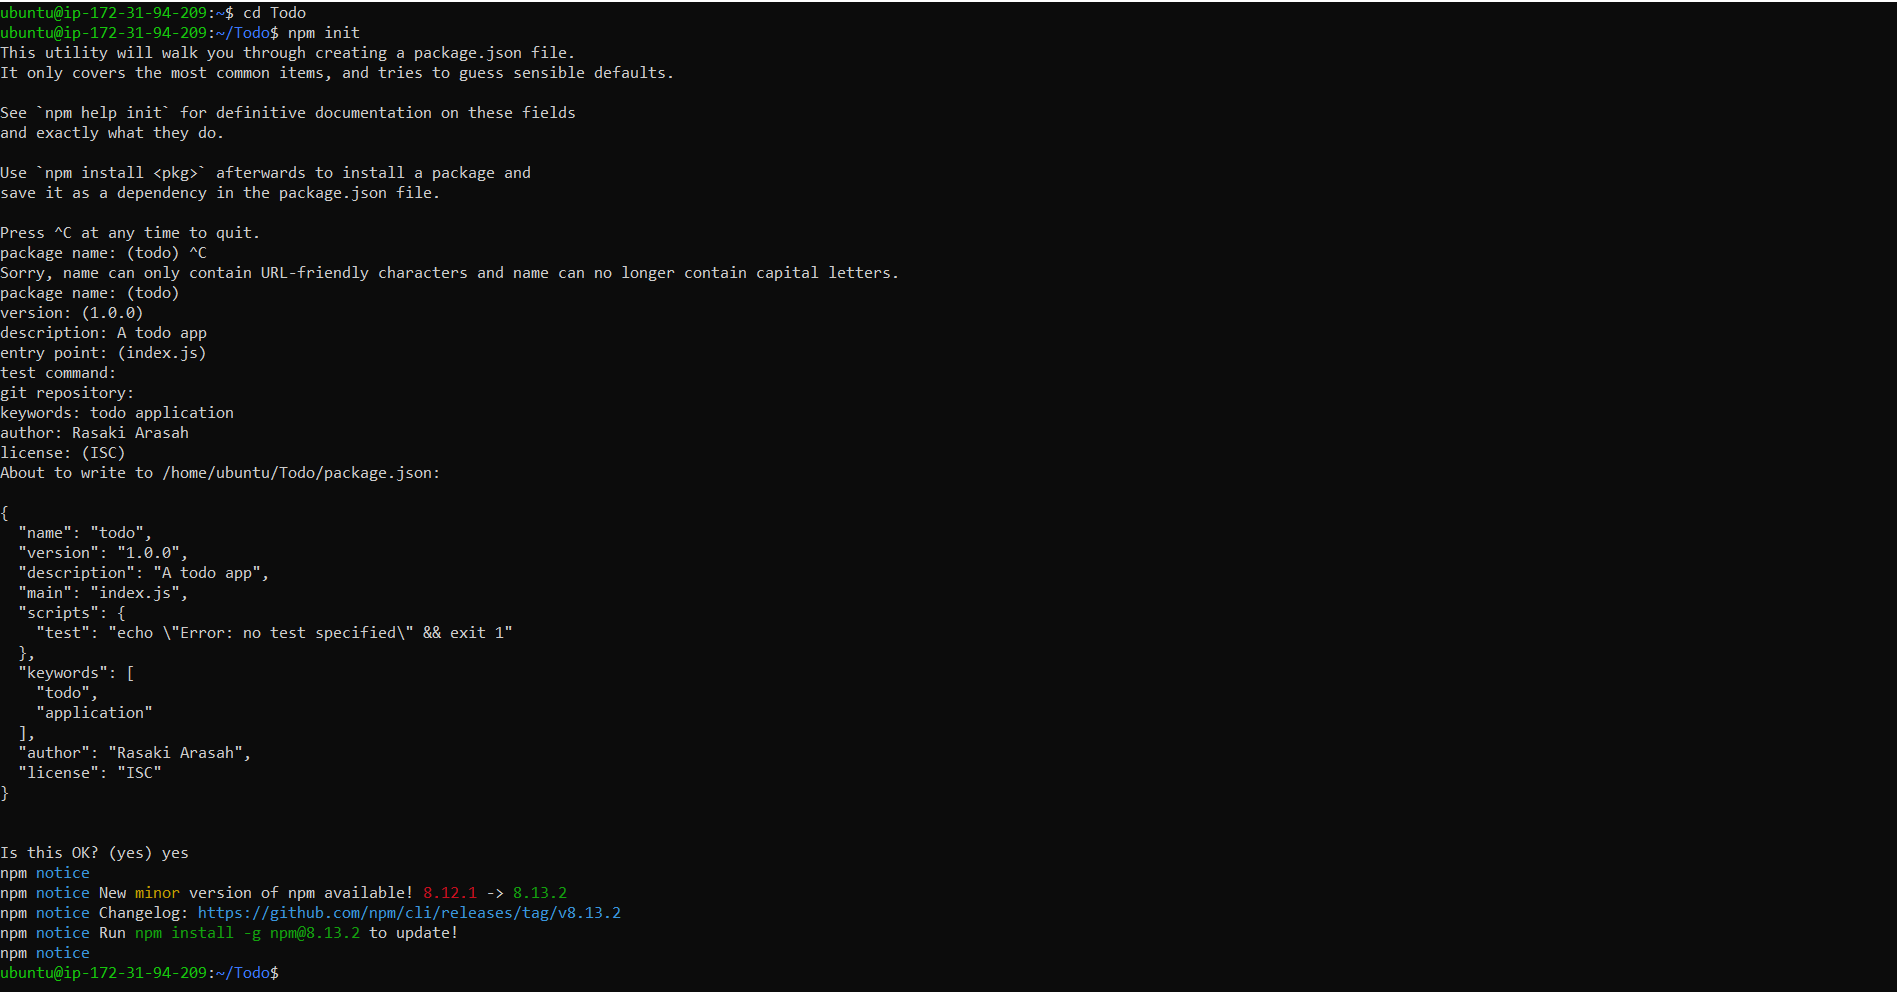 ubuntu@ip-172-31-94-209:~$ cd Todo
ubuntu@ip-172-31-94-209:~/Todo$ npm init
This utility will walk you through creating a package.json file.
It only covers the most common items, and tries to guess sensible defaults.

See `npm help init` for definitive documentation on these fields
and exactly what they do.

Use `npm install <pkg>` afterwards to install a package and
save it as a dependency in the package.json file.

Press ^C at any time to quit.
package name: (todo) ^C
Sorry, name can only contain URL-friendly characters and name can no longer contain capital letters.
package name: (todo)
version: (1.0.0)
description: A todo app
entry point: (index.js)
test command:
git repository:
keywords: todo application
author: Rasaki Arasah
license: (ISC)
About to write to /home/ubuntu/Todo/package.json:

{
  "name": "todo",
  "version": "1.0.0",
  "description": "A todo app",
  "main": "index.js",
  "scripts": {
    "test": "echo \"Error: no test specified\" && exit 1"
  },
  "keywords": [
    "todo",
    "application"
  ],
  "author": "Rasaki Arasah",
  "license": "ISC"
}

Is this OK? (yes) yes
npm notice
npm notice New minor version of npm available! 8.12.1 -> 8.13.2
npm notice Changelog: https://github.com/npm/cli/releases/tag/v8.13.2
npm notice Run npm install -g npm@8.13.2 to update!
npm notice
ubuntu@ip-172-31-94-209:~/Todo$